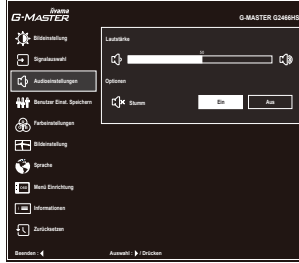 iiyama
G-MASTER
G-MASTER G2466HS
Bildeinstellung
Signalauswahl
Audioeinstellungen
Benutzer Einst. Speichern
Farbeinstellungen
Bildeinstellung
Sprache
OSD Menü Einrichtung
Informationen
Zurücksetzen
Lautstärke
50
Optionen
Stumm
Ein
Aus
Beenden :
Auswahl : / Drücken